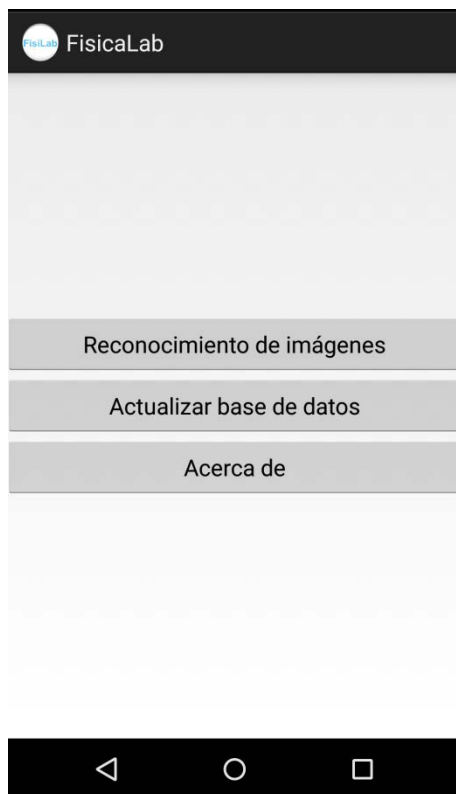 FisiLab FisicaLab
Reconocimiento de imágenes
Actualizar base de datos
Acerca de